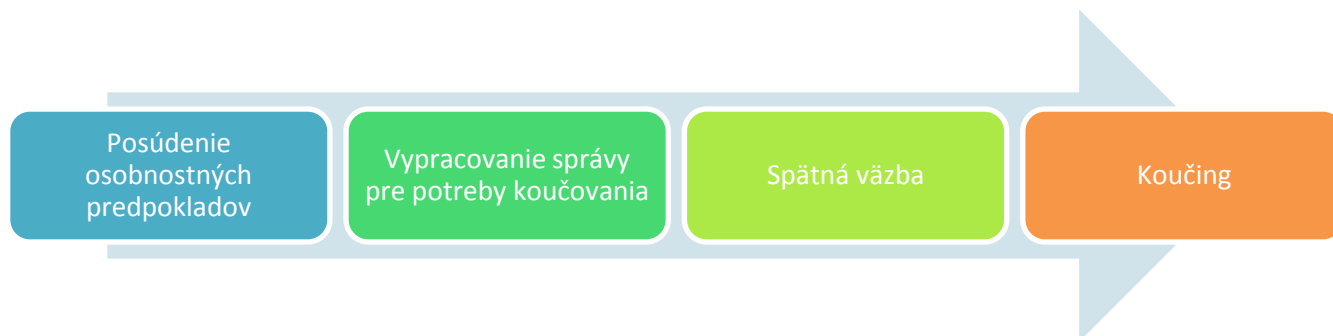 Posúdenie
osobnostných
predpokladov
Vypracovanie správy
pre potreby koučovania
Spätná väzba
Koučing